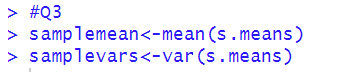 > #Q3
> samplemean<-mean(s.means)
> samplevars<-var(s.means)